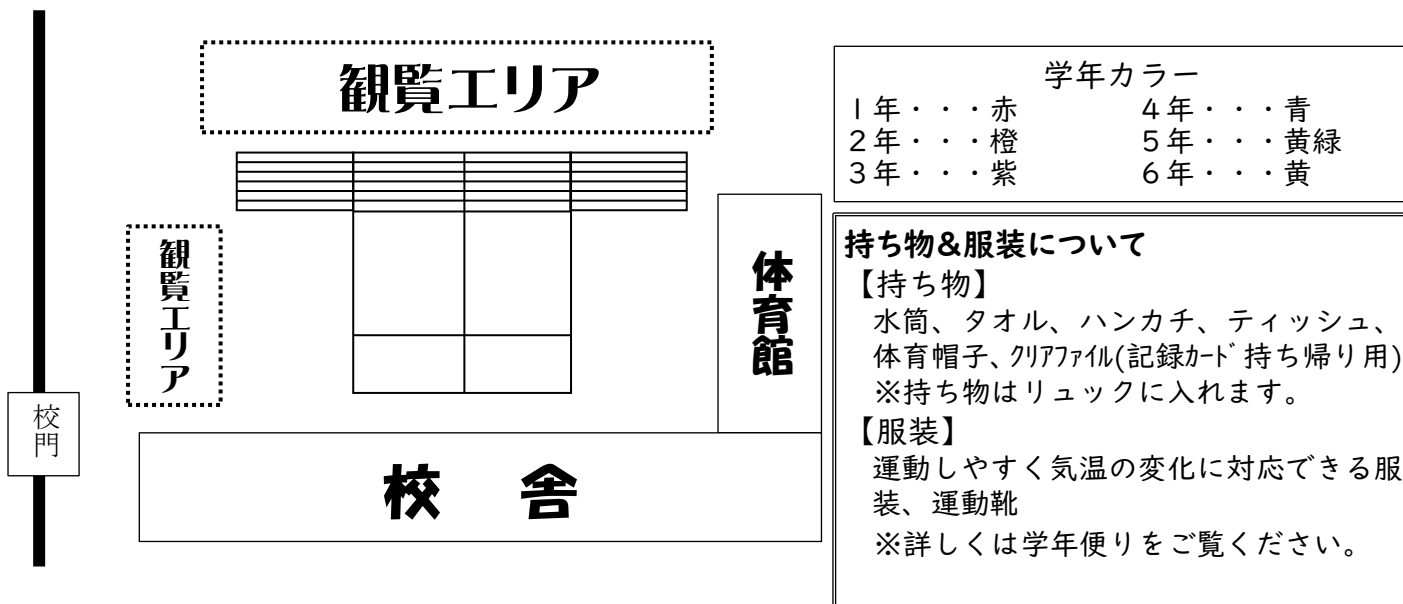 観覧エリア
観覧エリア
体育館
校門
校 舎
学年カラー
1年・・・赤 4年・・・青
2年・・・橙 5年・・・黄緑
3年・・・紫 6年・・・黄
持ち物&服装について
【持ち物】
水筒、タオル、ハンカチ、ティッシュ、
体育帽子、クリアファイル(記録カード持ち帰り用)
※持ち物はリュックに入れます。
【服装】
運動しやすく気温の変化に対応できる服
装、運動靴
※詳しくは学年便りをご覧ください。